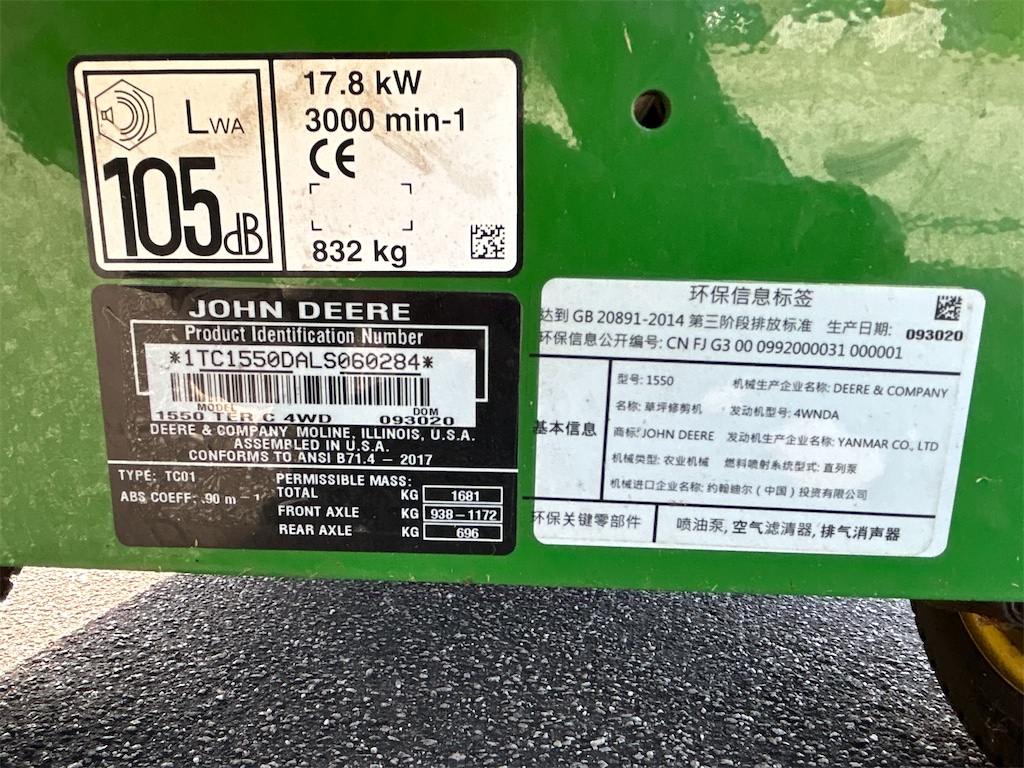 LWA
105dB
17.8 kW
3000 min-1
CE
832 kg
JOHN DEERE
Product Identification Number
*1TC1550DALS060284*
MODEL DOM
1550 TER C 4WD 093020
DEERE & COMPANY MOLINE, ILLINOIS, U.S.A.
ASSEMBLED IN U.S.A.
CONFORMS TO ANSI B71.4 – 2017
TYPE: TC01
ABS COEFF: .90 m – 1
PERMISSIBLE MASS:
TOTAL KG 1681
FRONT AXLE KG 938–1172
REAR AXLE KG 696
环保信息标签
达到 GB 20891-2014 第三阶段排放标准 生产日期: 093020
环保信息公开编号: CN FJ G3 00 0992000031 000001
基本信息
型号: 1550 机械生产企业名称: DEERE & COMPANY
名称: 草坪修剪机 发动机型号: 4WNDA
商标: JOHN DEERE 发动机生产企业名称: YANMAR CO., LTD
机械类型: 农业机械 燃料喷射系统型式: 直列泵
机械进口企业名称: 约翰迪尔（中国）投资有限公司
环保关键零部件 喷油泵, 空气滤清器, 排气消声器